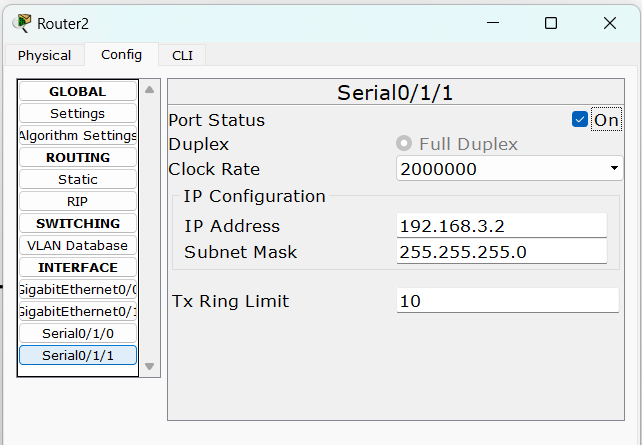 Router2
Physical Config CLI
GLOBAL
Settings
Algorithm Settings
ROUTING
Static
RIP
SWITCHING
VLAN Database
INTERFACE
GigabitEthernet0/0
GigabitEthernet0/1
Serial0/1/0
Serial0/1/1
Serial0/1/1
Port Status On
Duplex Full Duplex
Clock Rate 2000000
IP Configuration
IP Address 192.168.3.2
Subnet Mask 255.255.255.0
Tx Ring Limit 10